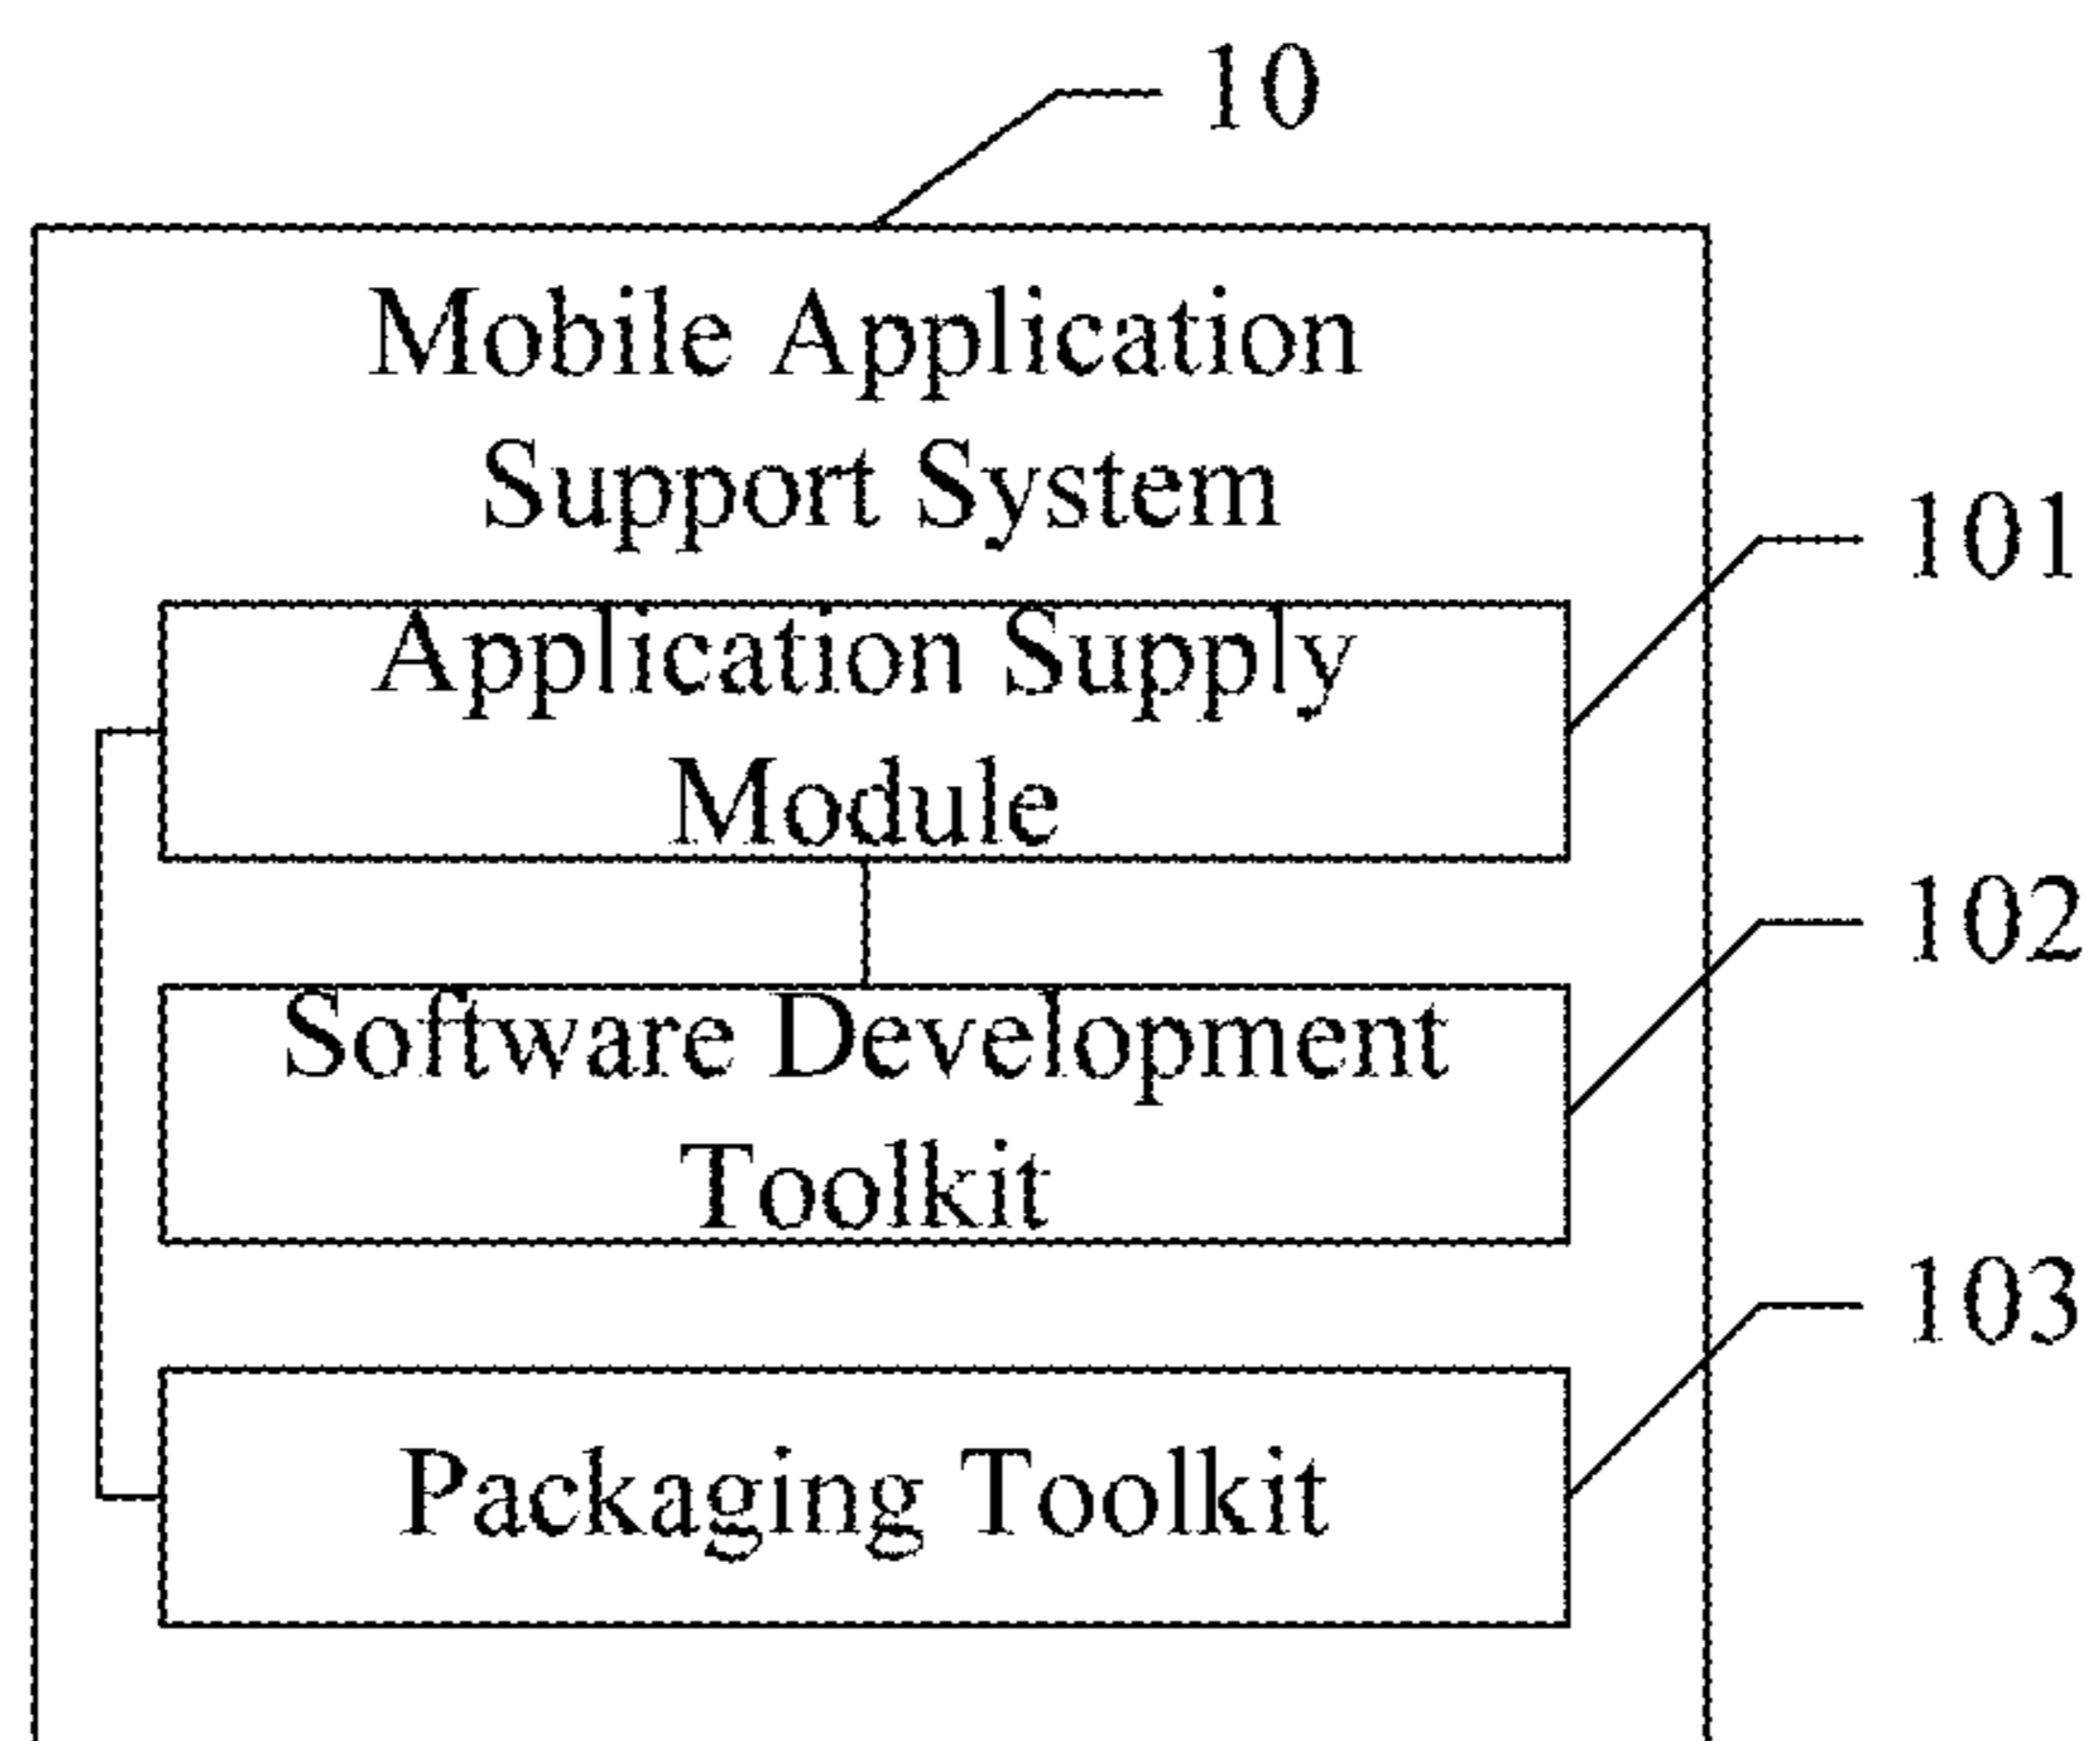 10
Mobile Application
Support System
101
Application Supply
Module
102
Software Development
Toolkit
103
Packaging Toolkit